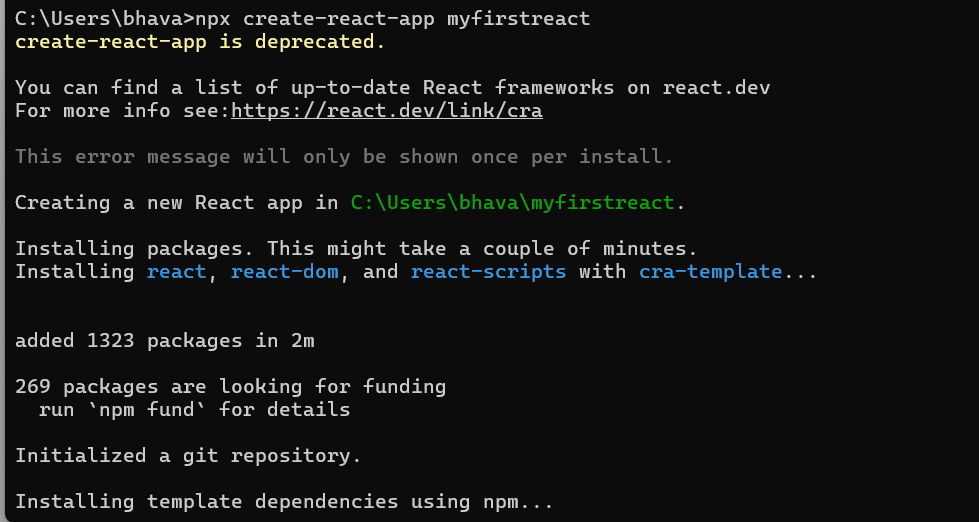 C:\Users\bhava>npx create-react-app myfirstreact
create-react-app is deprecated.
You can find a list of up-to-date React frameworks on react.dev
For more info see:https://react.dev/link/cra
This error message will only be shown once per install.
Creating a new React app in C:\Users\bhava\myfirstreact.
Installing packages. This might take a couple of minutes.
Installing react, react-dom, and react-scripts with cra-template...
added 1323 packages in 2m
269 packages are looking for funding
  run `npm fund` for details
Initialized a git repository.
Installing template dependencies using npm...